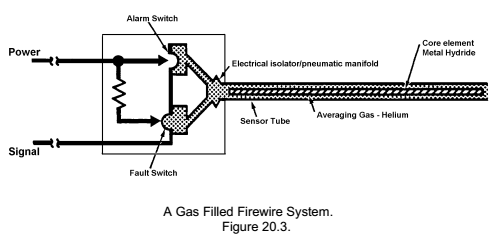 Alarm Switch
Power
Core element
Metal Hydride
Electrical isolator/pneumatic manifold
Sensor Tube
Averaging Gas - Helium
Signal
Fault Switch
A Gas Filled Firewire System.
Figure 20.3.